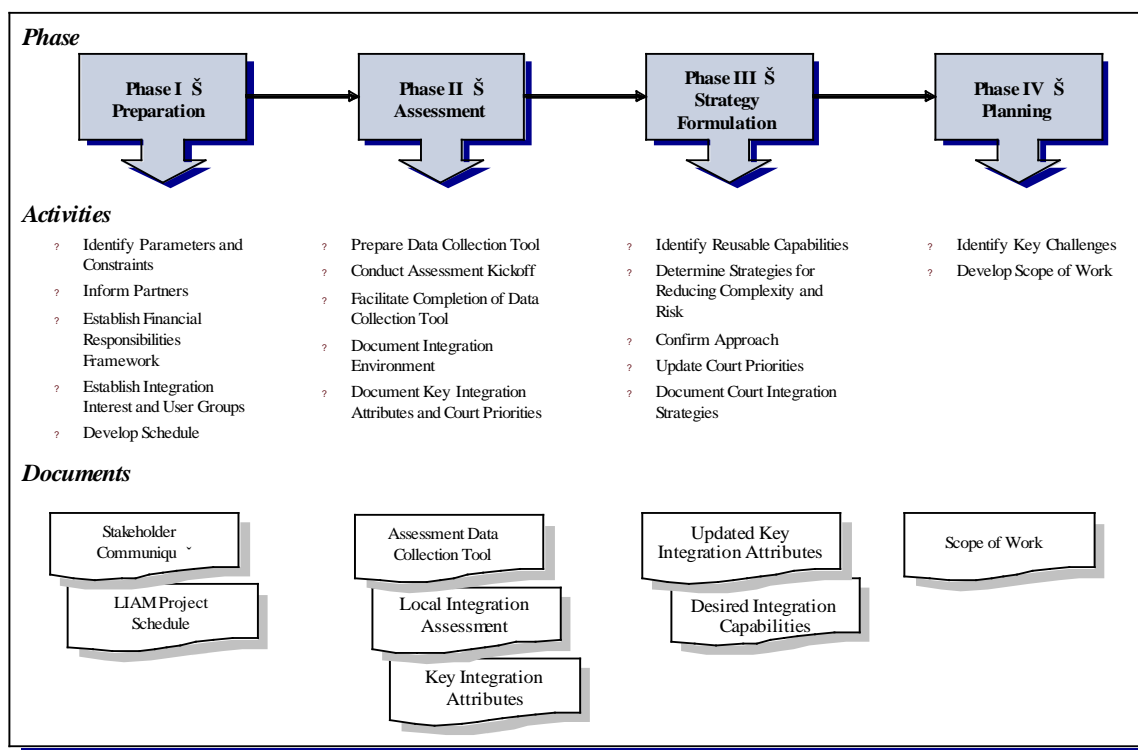 Phase
Phase I Š
Preparation
Phase II Š
Assessment
Phase III Š
Strategy
Formulation
Phase IV Š
Planning
Activities
? Identify Parameters and
Constraints
? Inform Partners
? Establish Financial
Responsibilities
Framework
? Establish Integration
Interest and User Groups
? Develop Schedule
? Prepare Data Collection Tool
? Conduct Assessment Kickoff
? Facilitate Completion of Data
Collection Tool
? Document Integration
Environment
? Document Key Integration
Attributes and Court Priorities
? Identify Reusable Capabilities
? Determine Strategies for
Reducing Complexity and
Risk
? Confirm Approach
? Update Court Priorities
? Document Court Integration
Strategies
? Identify Key Challenges
? Develop Scope of Work
Documents
Stakeholder
Communiqu ˇ
LIAM Project
Schedule
Assessment Data
Collection Tool
Local Integration
Assessment
Key Integration
Attributes
Updated Key
Integration Attributes
Desired Integration
Capabilities
Scope of Work